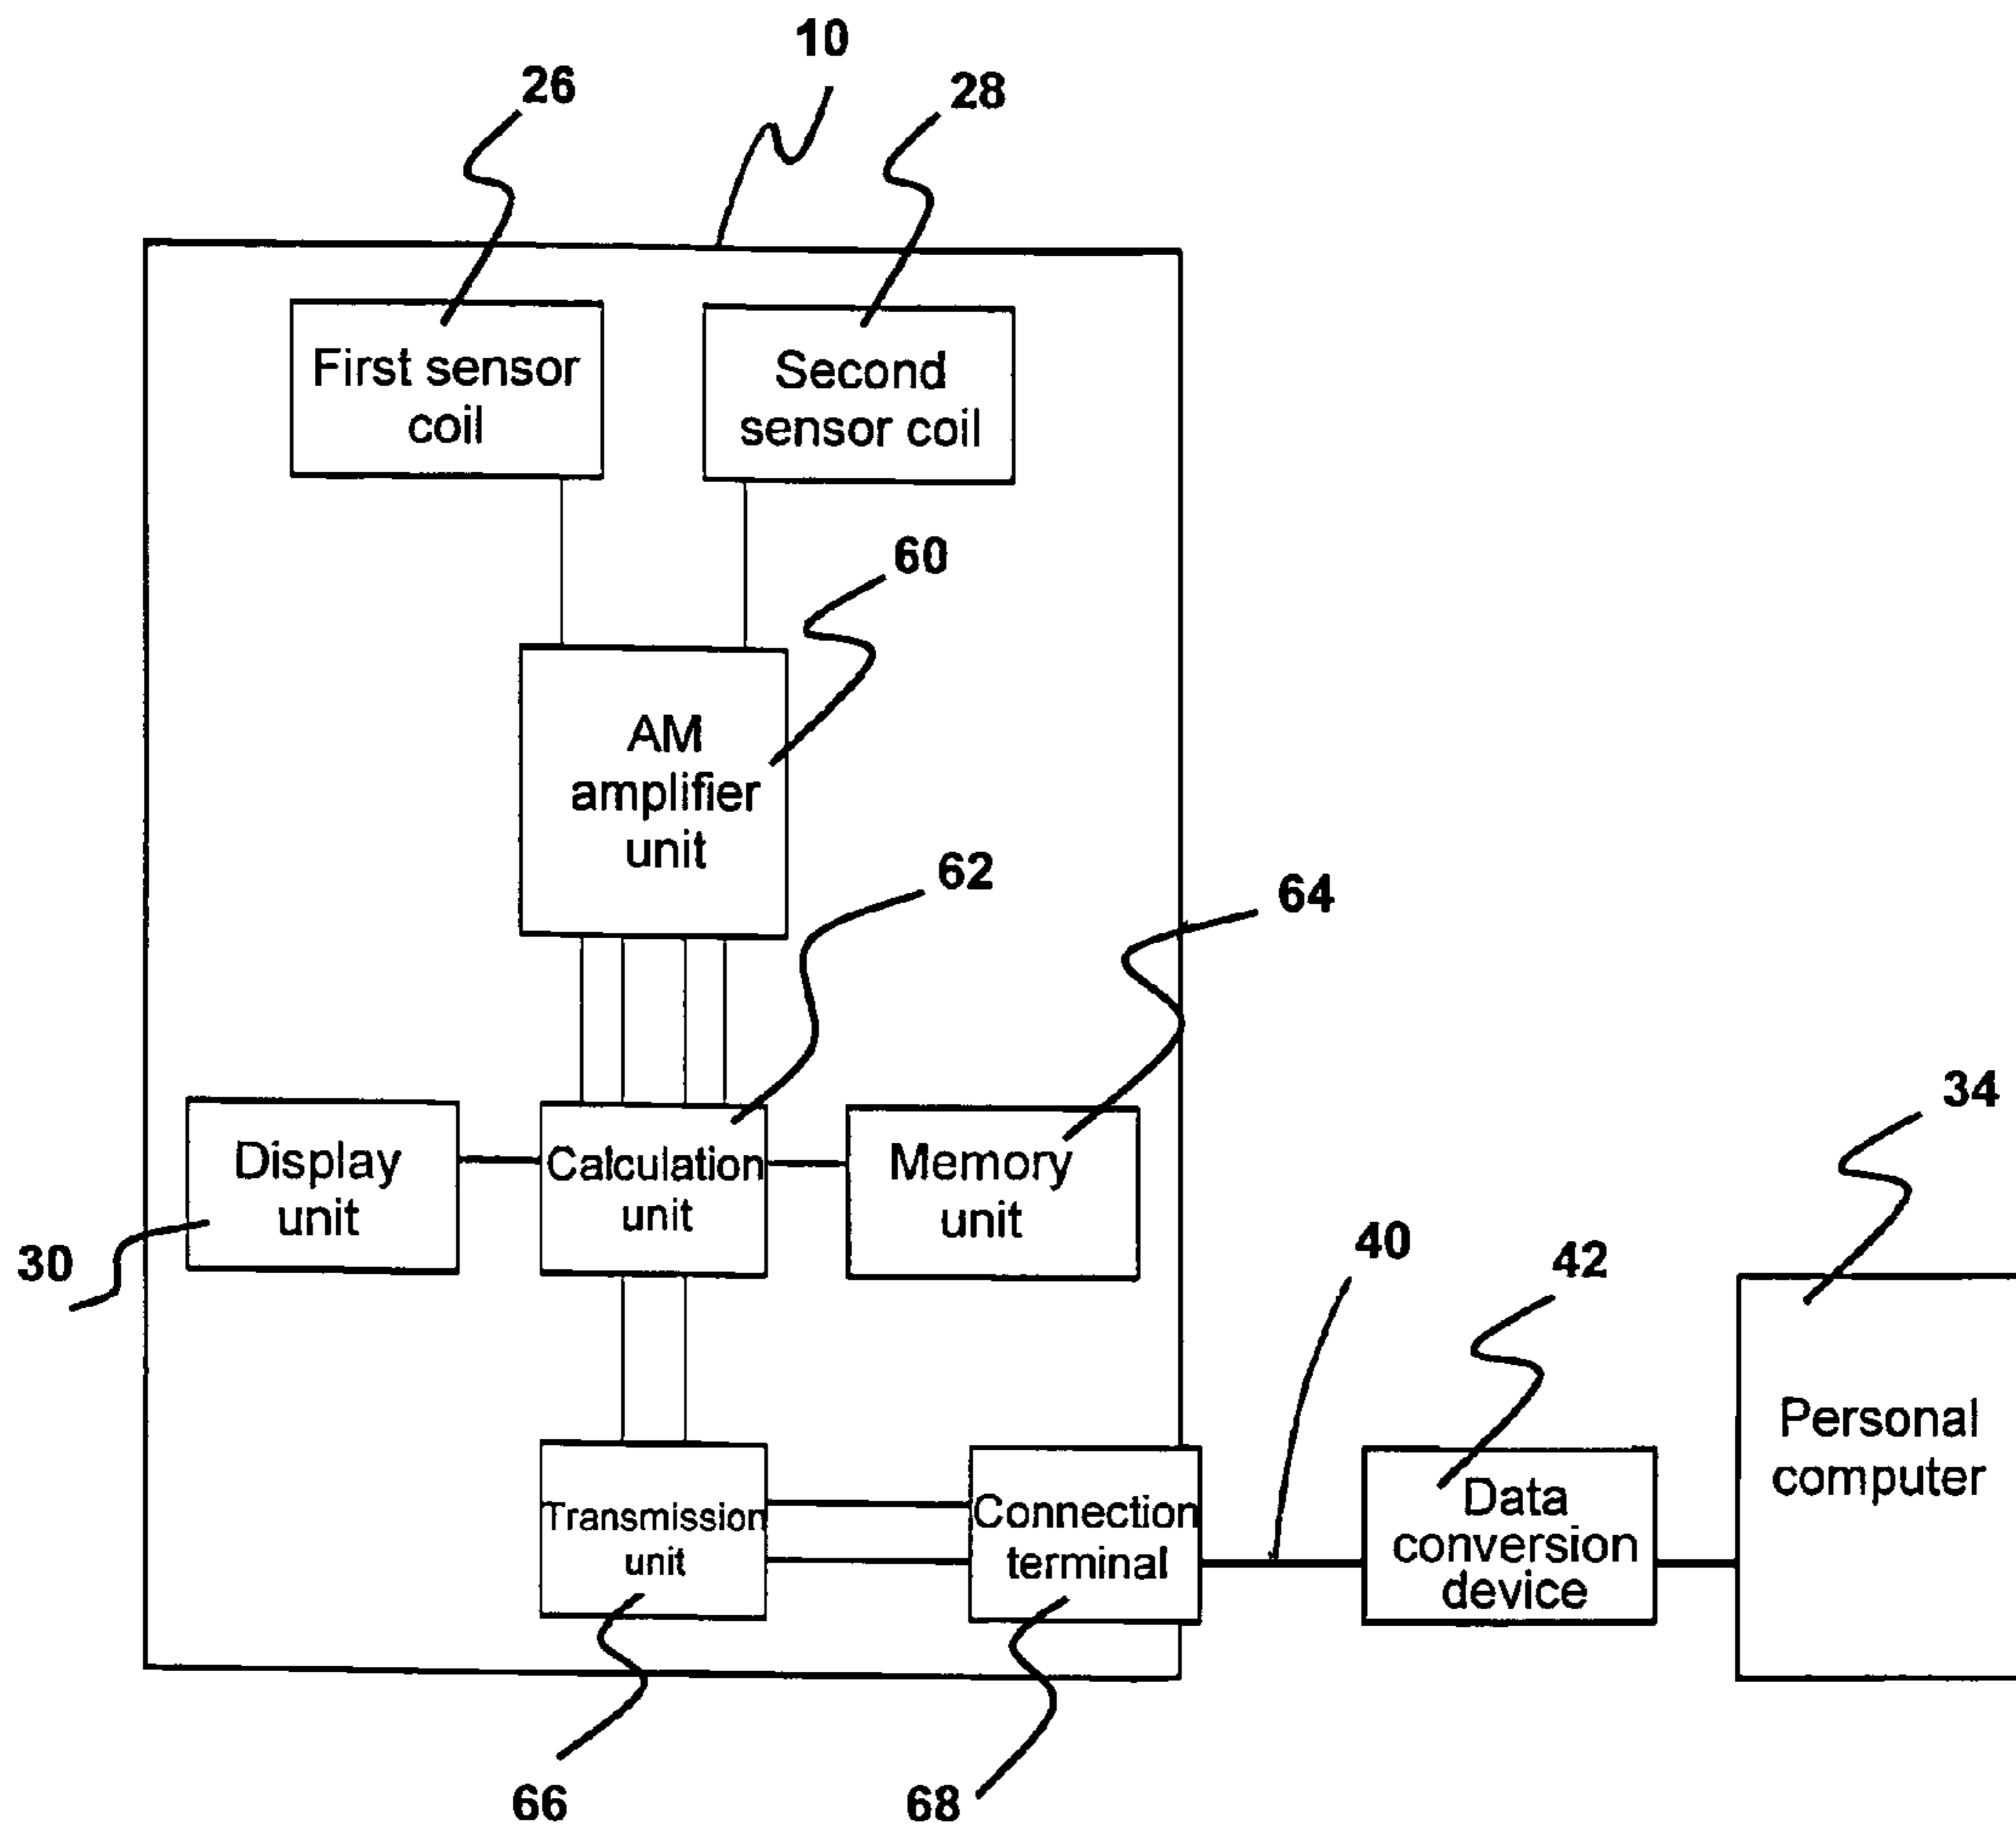 10
26
28
First sensor
coil
Second
sensor coil
60
AM
amplifier
unit
62
64
Display
unit
Calculation
unit
Memory
unit
30
34
40
42
Personal
computer
Transmission
unit
Connection
terminal
Data
conversion
device
66
68